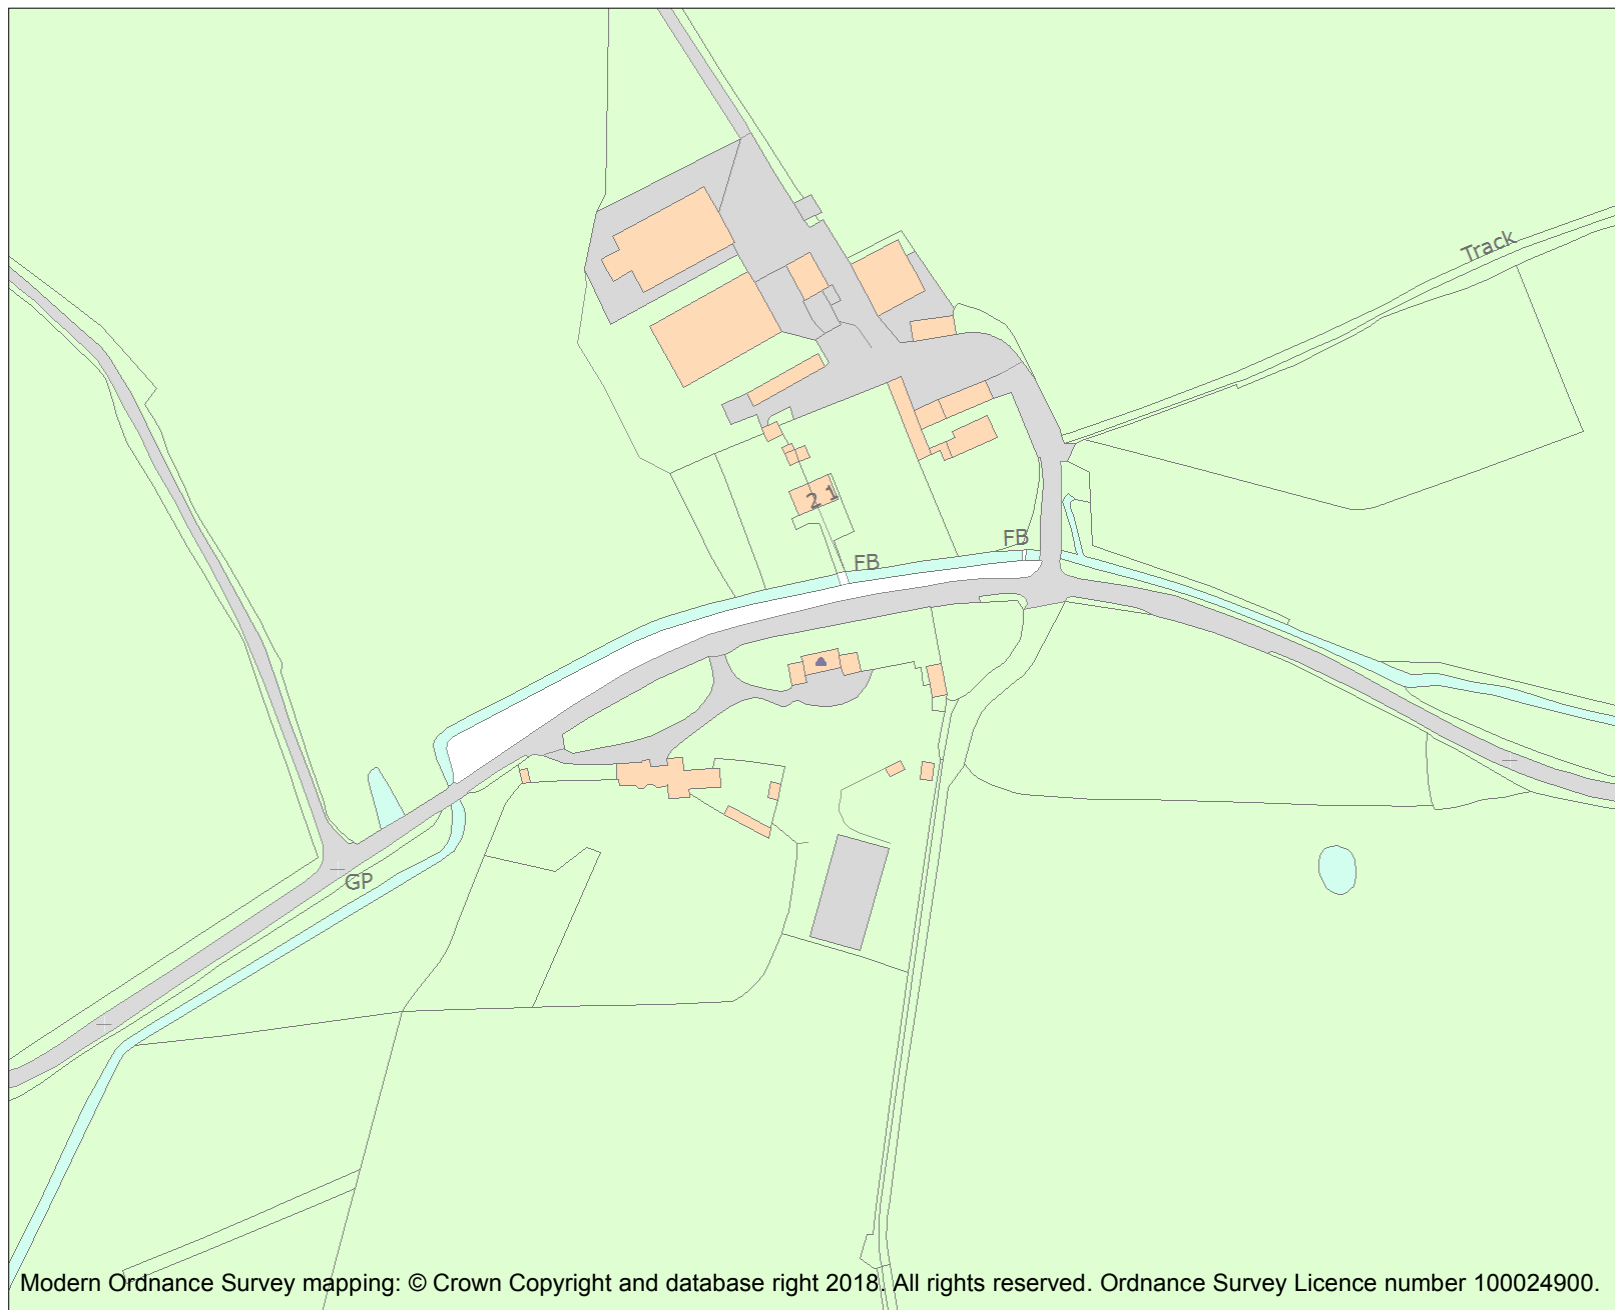 Track
2 1
FB
FB
GP
Modern Ordnance Survey mapping: © Crown Copyright and database right 2018. All rights reserved. Ordnance Survey Licence number 100024900.